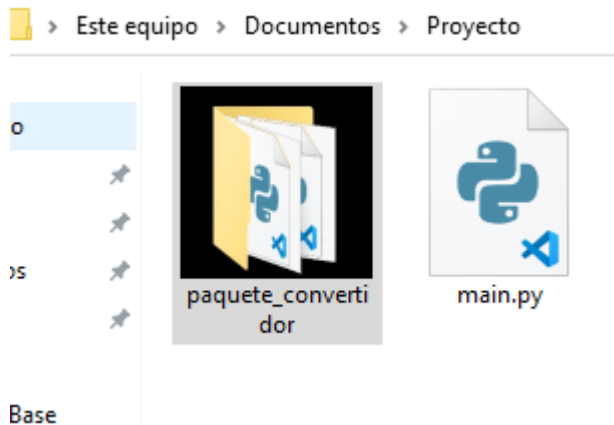 Este equipo > Documentos > Proyecto
o
os
Base
paquete_converti
dor
main.py